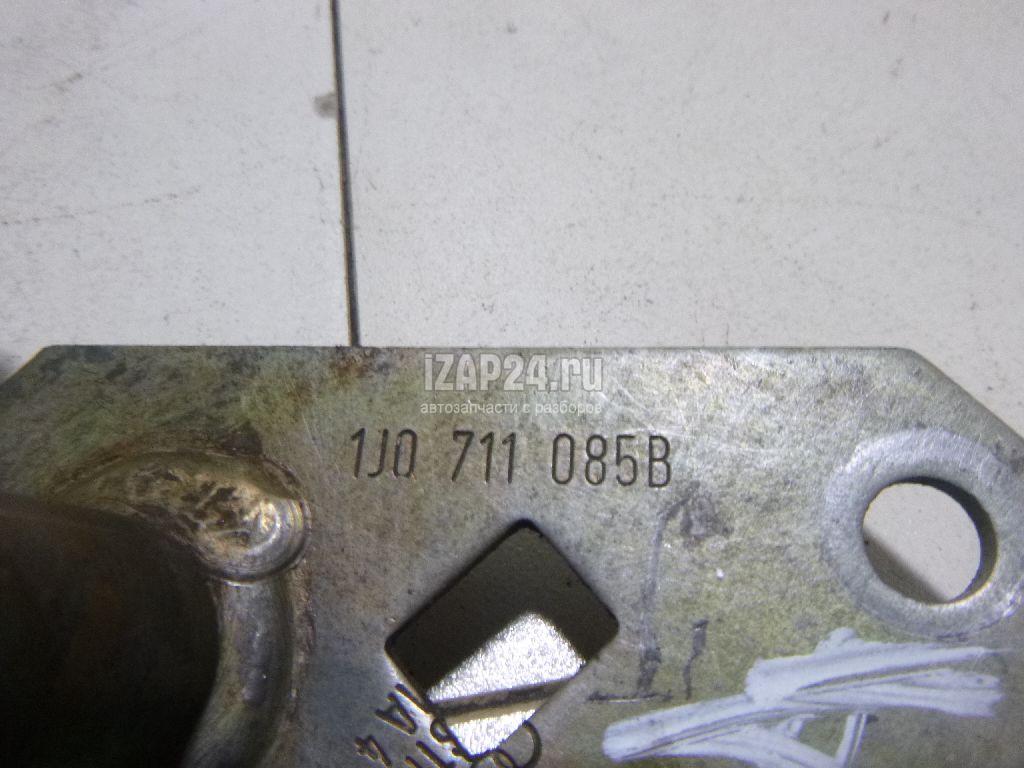 iZAP24.ru
автозапчасти с разборов
1J0 711 085B